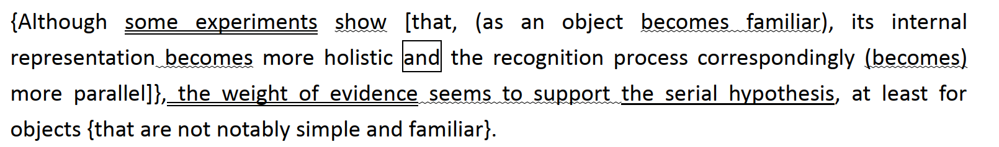 {Although some experiments show [that, (as an object becomes familiar), its internal
representation becomes more holistic and the recognition process correspondingly (becomes)
more parallel]}, the weight of evidence seems to support the serial hypothesis, at least for
objects {that are not notably simple and familiar}.